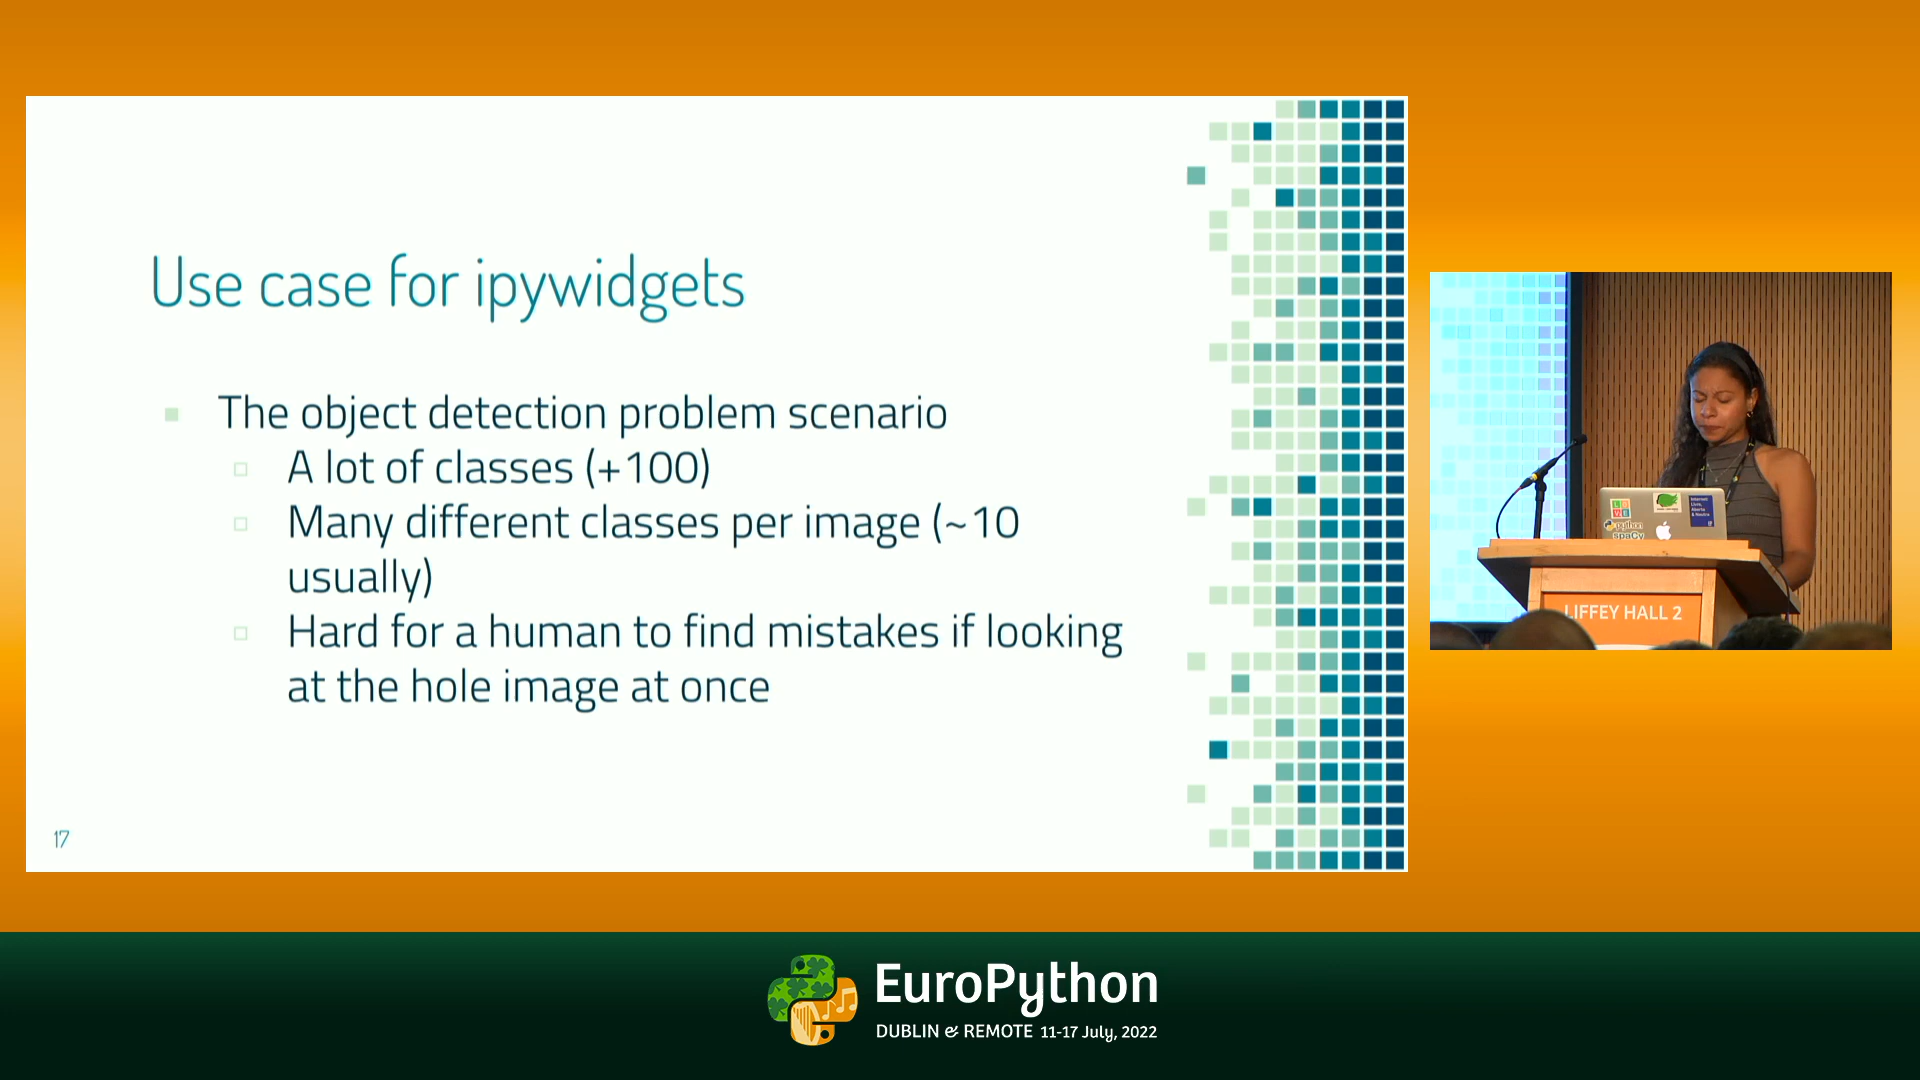 Use case for ipywidgets
The object detection problem scenario
A lot of classes (+100)
Many different classes per image (~10
usually)
Hard for a human to find mistakes if looking
at the hole image at once
17
python
spaCy
LIFFEY HALL 2
EuroPython
DUBLIN & REMOTE 11-17 July, 2022